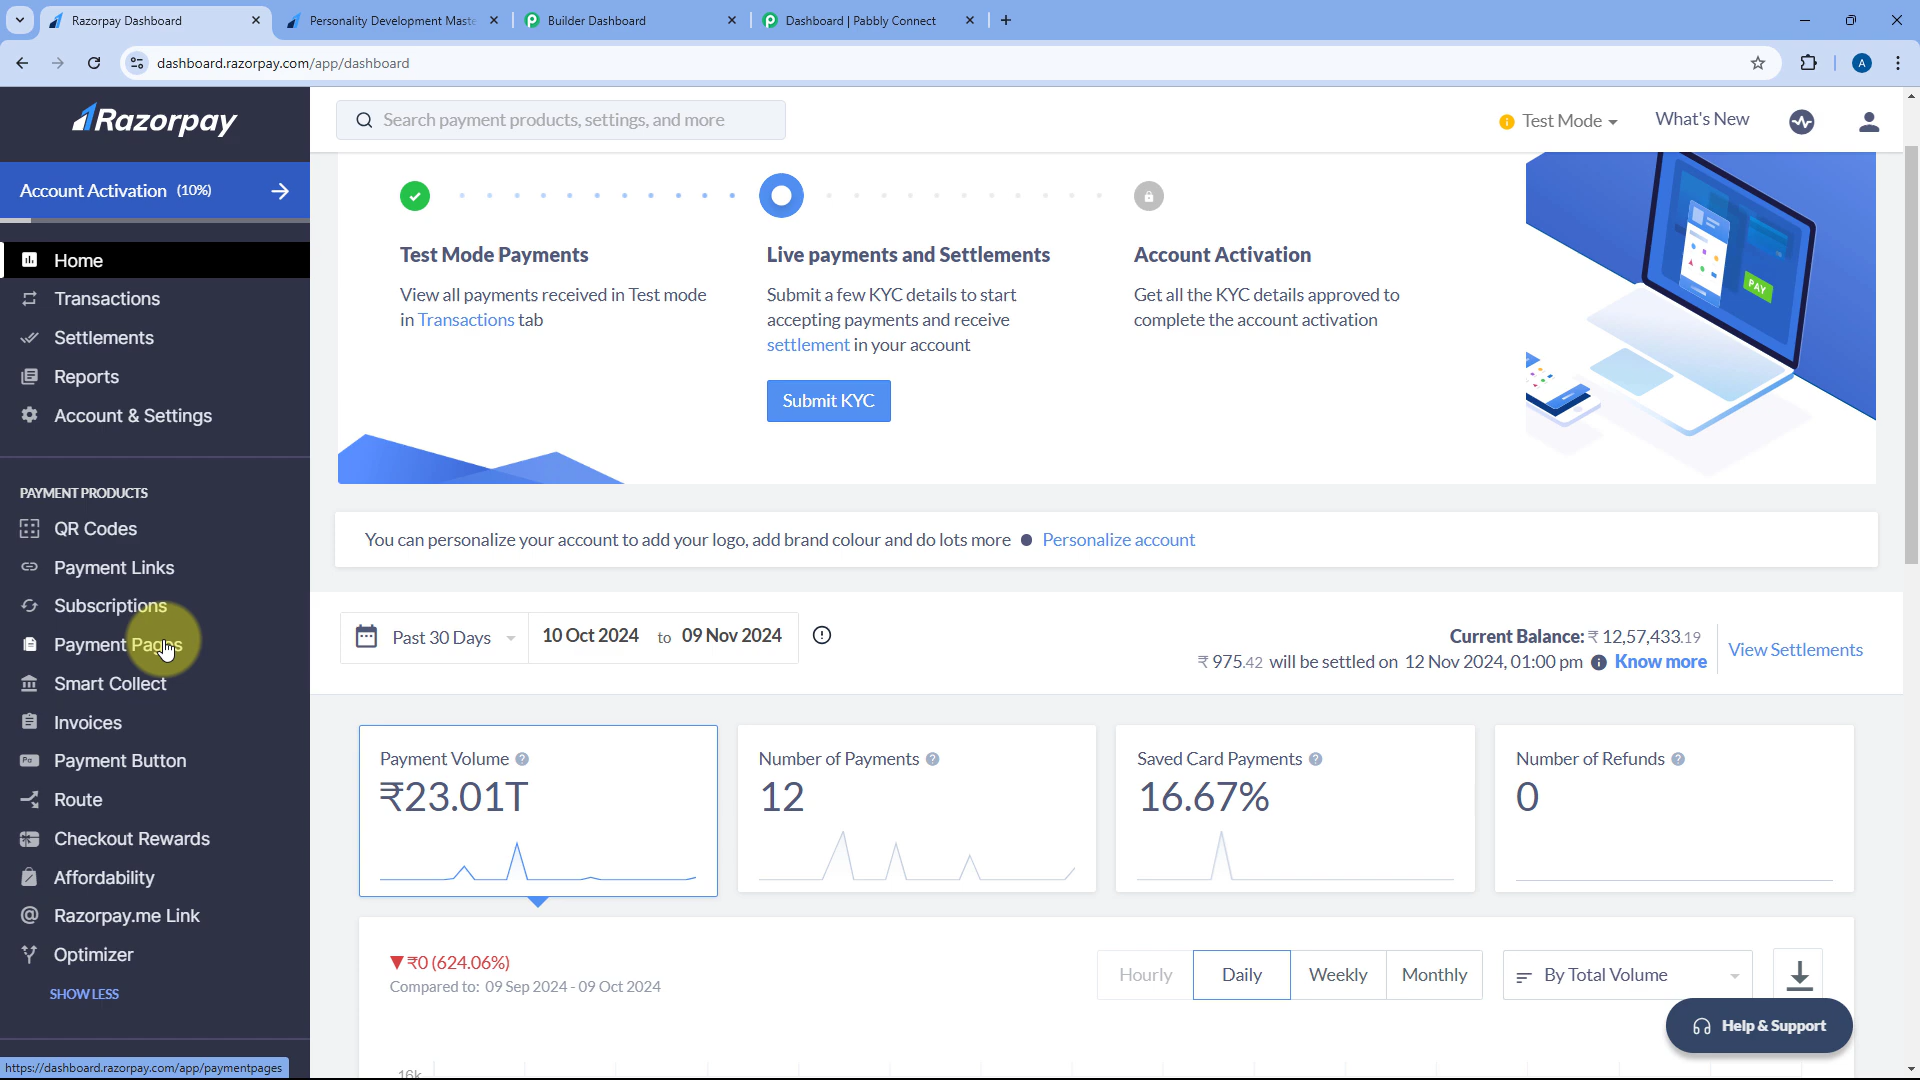 Razorpay Dashboard
Personality Development Maste
Builder Dashboard
Dashboard | Pabbly Connect
dashboard.razorpay.com/app/dashboard
A
Razorpay
Search payment products, settings, and more
Test Mode
What's New
Account Activation (10%)
Home
Transactions
Settlements
Reports
Account & Settings
PAYMENT PRODUCTS
QR Codes
Payment Links
Subscriptions
Payment Pages
Smart Collect
Invoices
Payment Button
Route
Checkout Rewards
Affordability
Razorpay.me Link
Optimizer
SHOW LESS
https://dashboard.razorpay.com/app/paymentpages
Test Mode Payments
View all payments received in Test mode
in Transactions tab
Live payments and Settlements
Submit a few KYC details to start
accepting payments and receive
settlement in your account
Submit KYC
Account Activation
Get all the KYC details approved to
complete the account activation
PAY
You can personalize your account to add your logo, add brand colour and do lots more Personalize account
Past 30 Days
10 Oct 2024 to 09 Nov 2024
Current Balance: ₹ 12,57,433.19
₹ 975.42 will be settled on 12 Nov 2024, 01:00 pm Know more
View Settlements
Payment Volume
₹23.01T
Number of Payments
12
Saved Card Payments
16.67%
Number of Refunds
0
₹0 (624.06%)
Compared to: 09 Sep 2024 - 09 Oct 2024
Hourly
Daily
Weekly
Monthly
By Total Volume
Help & Support
16k